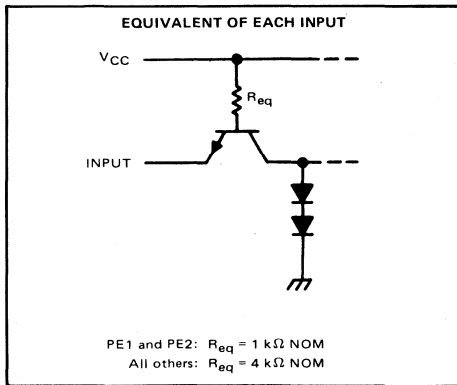 EQUIVALENT OF EACH INPUT
VCC
Req
INPUT
PE1 and PE2: Req = 1 kΩ NOM
All others: Req = 4 kΩ NOM